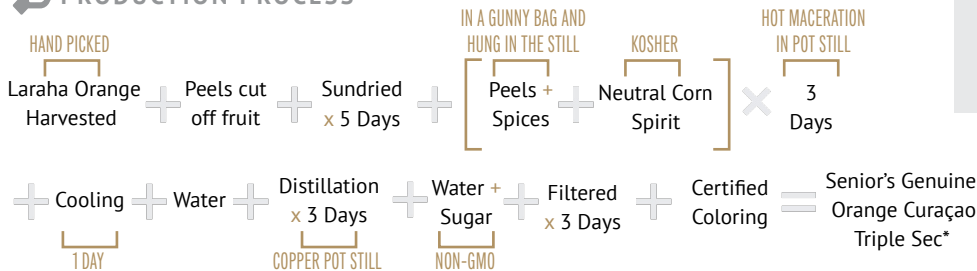 PRODUCTION PROCESS
IN A GUNNY BAG AND
HUNG IN THE STILL
HAND PICKED
KOSHER
HOT MACERATION
IN POT STILL
Laraha Orange
Harvested
+
Peels cut
off fruit
+
Sundried
x 5 Days
+
[
Peels +
Spices
+
Neutral Corn
Spirit
]
×
3
Days
+
Cooling
+
Water
+
Distillation
x 3 Days
+
Water +
Sugar
+
Filtered
x 3 Days
+
Certified
Coloring
=
Senior's Genuine
Orange Curaçao
Triple Sec*
1 DAY
COPPER POT STILL
NON-GMO